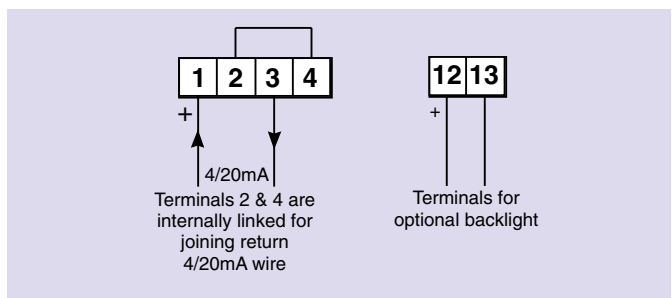 1 2 3 4
12 13
+
+
4/20mA
Terminals 2 & 4 are
internally linked for
joining return
4/20mA wire
Terminals for
optional backlight